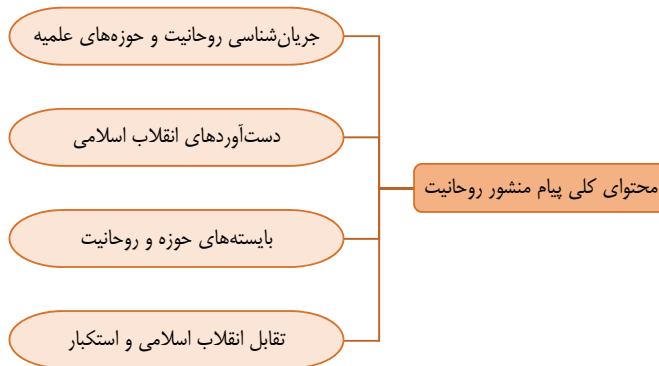 محتوای کلی پیام منشور روحانیت
جریان‌شناسی روحانیت و حوزه‌های علمیه
دست‌آوردهای انقلاب اسلامی
بایسته‌های حوزه و روحانیت
تقابل انقلاب اسلامی و استکبار